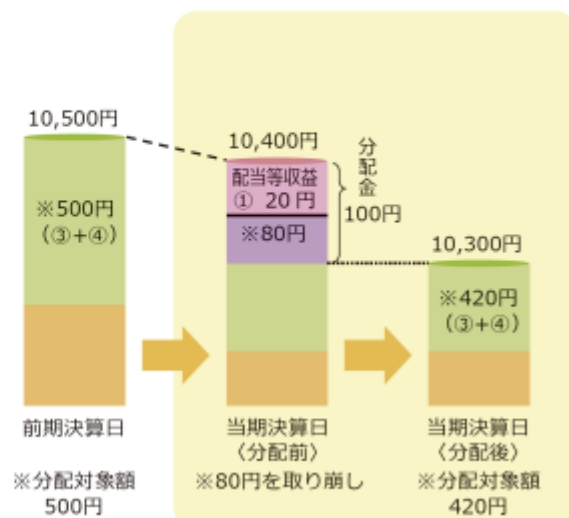 10,500円
※500円
(③+④)
前期決算日
※分配対象額
500円
10,400円
配当等収益
① 20円
※80円
分配金
100円
当期決算日
〈分配前〉
※80円を取り崩し
10,300円
※420円
(③+④)
当期決算日
〈分配後〉
※分配対象額
420円